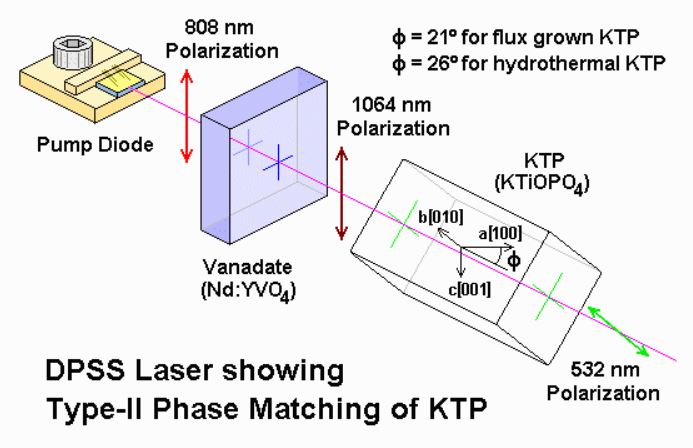 808 nm
Polarization
ϕ = 21º for flux grown KTP
ϕ = 26º for hydrothermal KTP
Pump Diode
1064 nm
Polarization
KTP
(KTiOPO₄)
b[010]
a[100]
ϕ
c[001]
Vanadate
(Nd:YVO₄)
532 nm
Polarization
DPSS Laser showing
Type-II Phase Matching of KTP